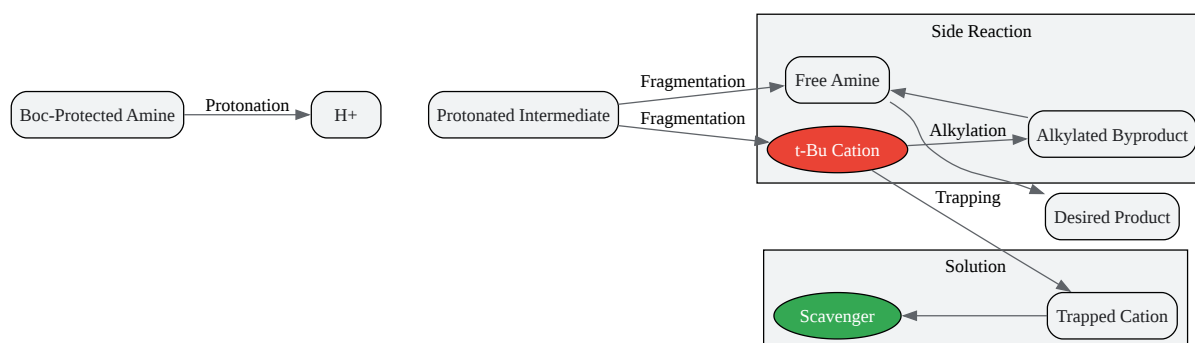 Side Reaction
Boc-Protected Amine
Protonation
H+
Protonated Intermediate
Fragmentation
Fragmentation
Free Amine
t-Bu Cation
Alkylation
Alkylated Byproduct
Trapping
Desired Product
Solution
Scavenger
Trapped Cation